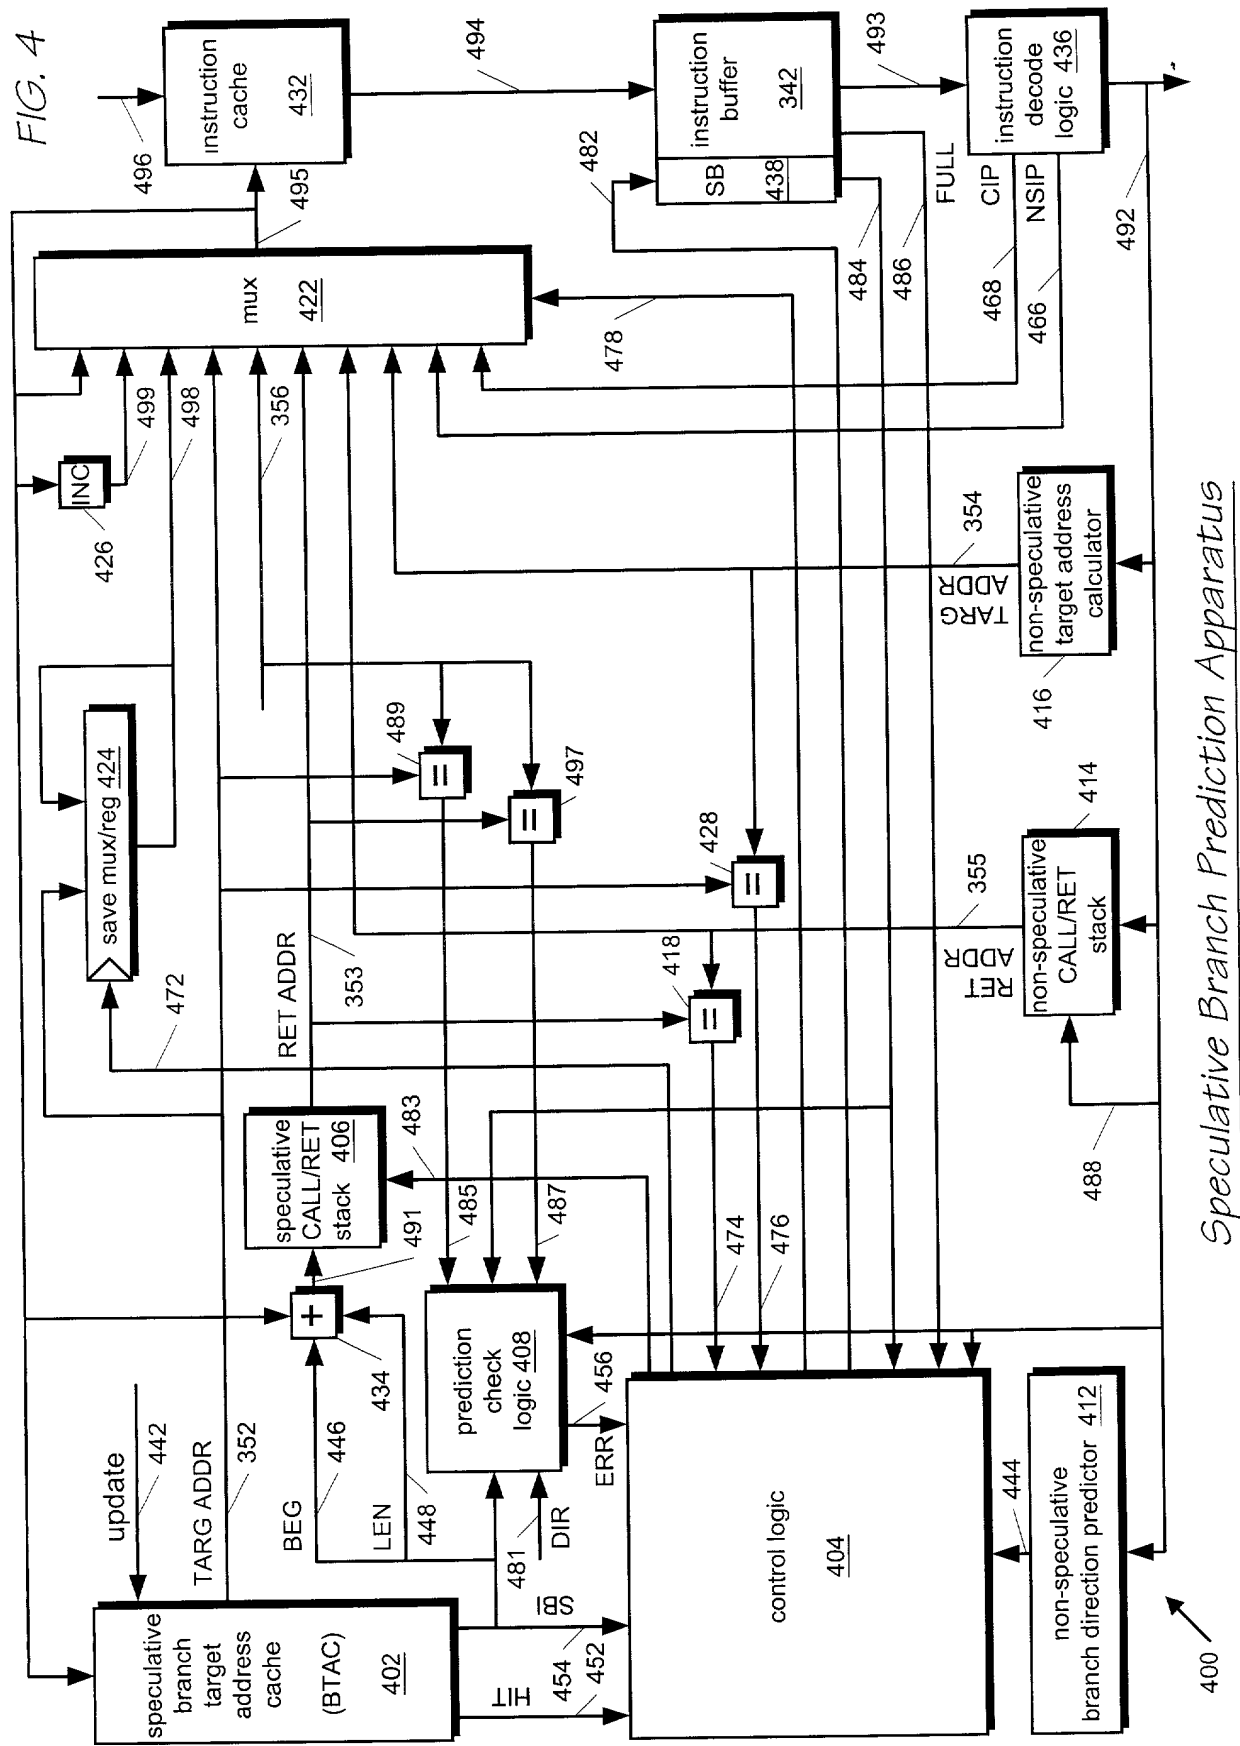 FIG. 4
speculative
branch
target
address
cache
(BTAC)
402
update
442
TARG ADDR
352
BEG
446
LEN
448
434
+
491
speculative
CALL/RET
stack 406
483
RET ADDR
353
472
save mux/reg 424
INC
426
499
498
356
mux
422
478
495
496
instruction
cache
432
494
482
SB
438
instruction
buffer
342
493
instruction
decode
logic 436
FULL
CIP
NSIP
484
486
468
466
492
HIT
452
SBI
454
481
DIR
prediction
check
logic 408
ERR
456
485
487
=
489
=
497
=
418
=
428
474
476
control logic
404
444
non-speculative
branch direction predictor 412
488
non-speculative
CALL/RET
stack
414
RET
ADDR
355
non-speculative
target address
calculator
416
TARG
ADDR
354
400
Speculative Branch Prediction Apparatus